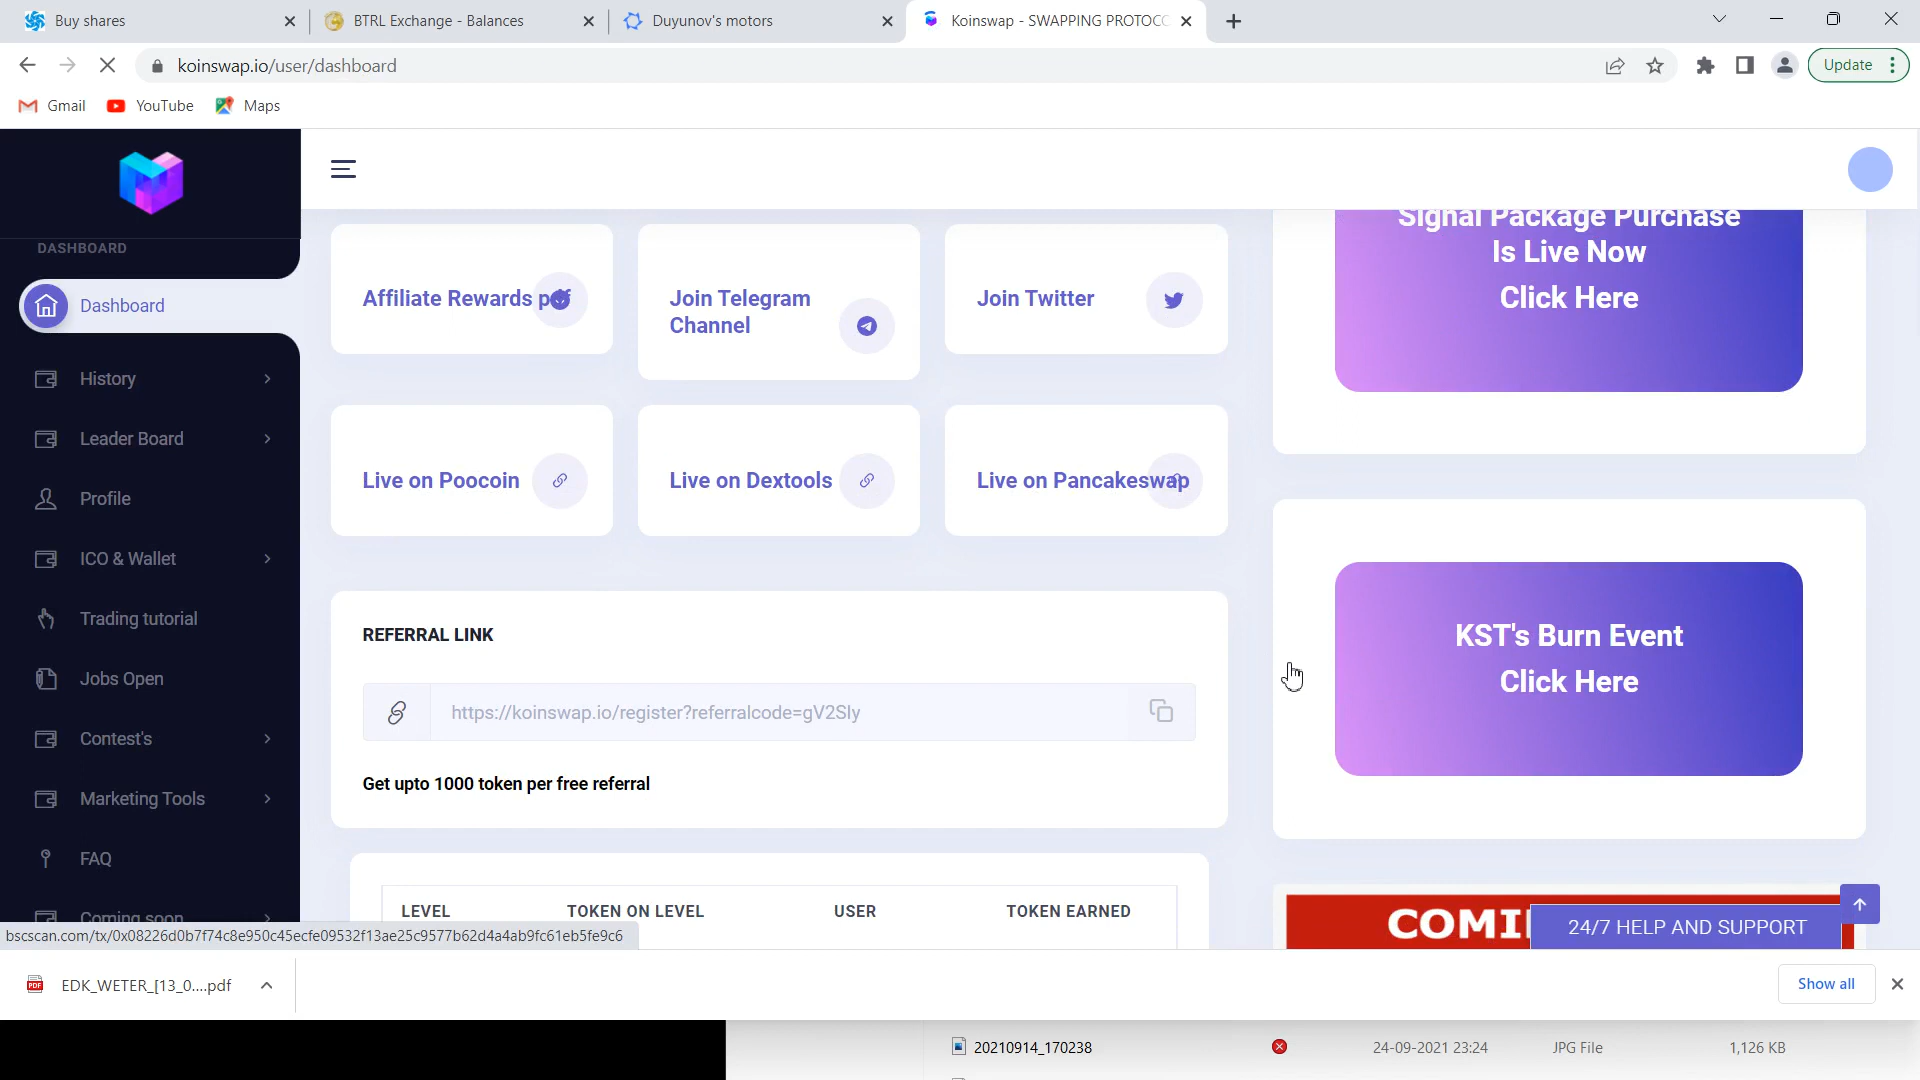 Buy shares
BTRL Exchange - Balances
Duyunov's motors
Koinswap - SWAPPING PROTOCO
koinswap.io/user/dashboard
Update
Gmail
YouTube
Maps
DASHBOARD
Dashboard
History
Leader Board
Profile
ICO & Wallet
Trading tutorial
Jobs Open
Contest's
Marketing Tools
FAQ
Coming soon
Affiliate Rewards pdf
Join Telegram
Channel
Join Twitter
Live on Poocoin
Live on Dextools
Live on Pancakeswap
REFERRAL LINK
https://koinswap.io/register?referralcode=gV2Sly
Get upto 1000 token per free referral
LEVEL TOKEN ON LEVEL USER TOKEN EARNED
Signal Package Purchase
Is Live Now
Click Here
KST's Burn Event
Click Here
COMI
24/7 HELP AND SUPPORT
bscscan.com/tx/0x08226d0b7f74c8e950c45ecfe09532f13ae25c9577b62d4a4ab9fc61eb5fe9c6
EDK_WETER_[13_0....pdf
Show all
20210914_170238 24-09-2021 23:24 JPG File 1,126 KB